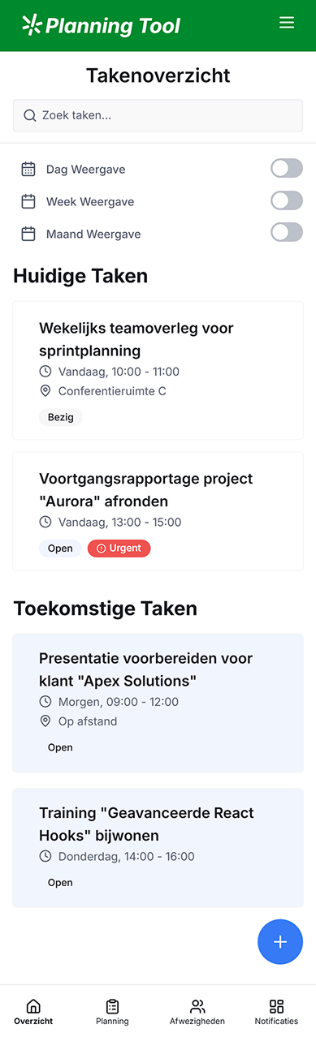 Planning Tool
Takenoverzicht
Zoek taken...
Dag Weergave
Week Weergave
Maand Weergave
Huidige Taken
Wekelijks teamoverleg voor
sprintplanning
Vandaag, 10:00 - 11:00
Conferentieruimte C
Bezig
Voortgangsrapportage project
"Aurora" afronden
Vandaag, 13:00 - 15:00
Open Urgent
Toekomstige Taken
Presentatie voorbereiden voor
klant "Apex Solutions"
Morgen, 09:00 - 12:00
Op afstand
Open
Training "Geavanceerde React
Hooks" bijwonen
Donderdag, 14:00 - 16:00
Open
Overzicht Planning Afwezigheden Notificaties